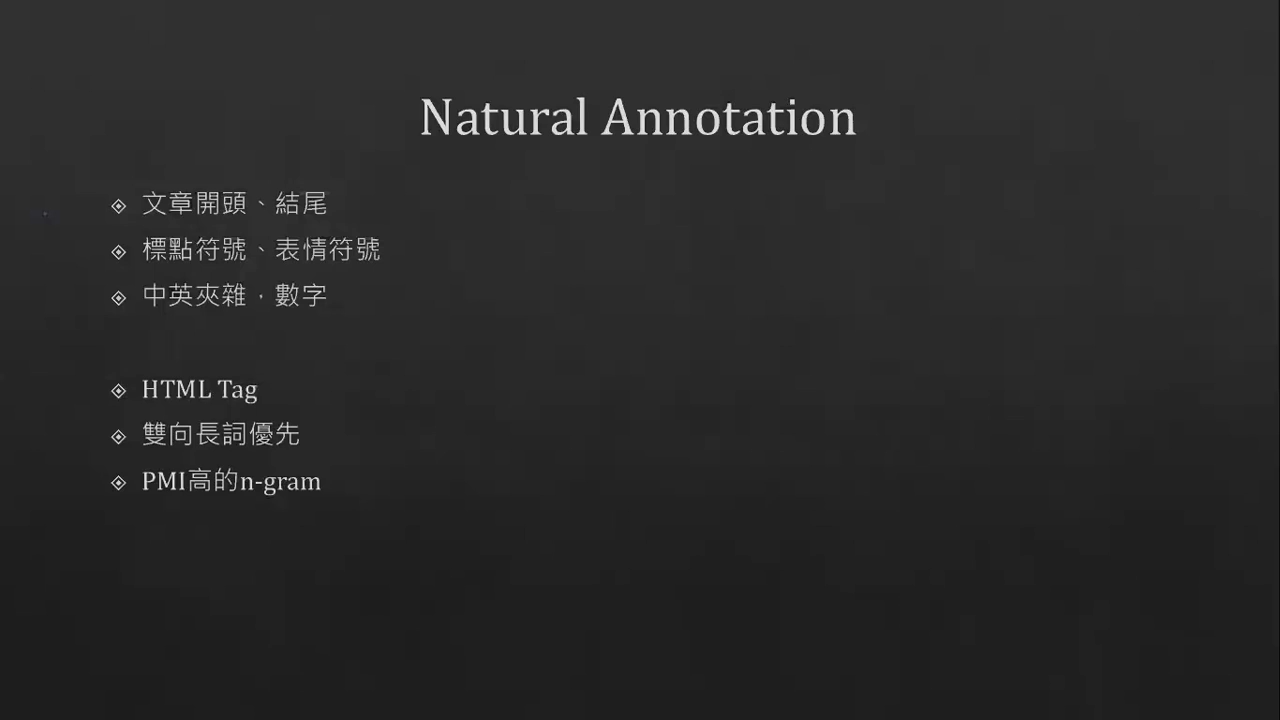 Natural Annotation
文章開頭、結尾
標點符號、表情符號
中英夾雜，數字
HTML Tag
雙向長詞優先
PMI高的n-gram